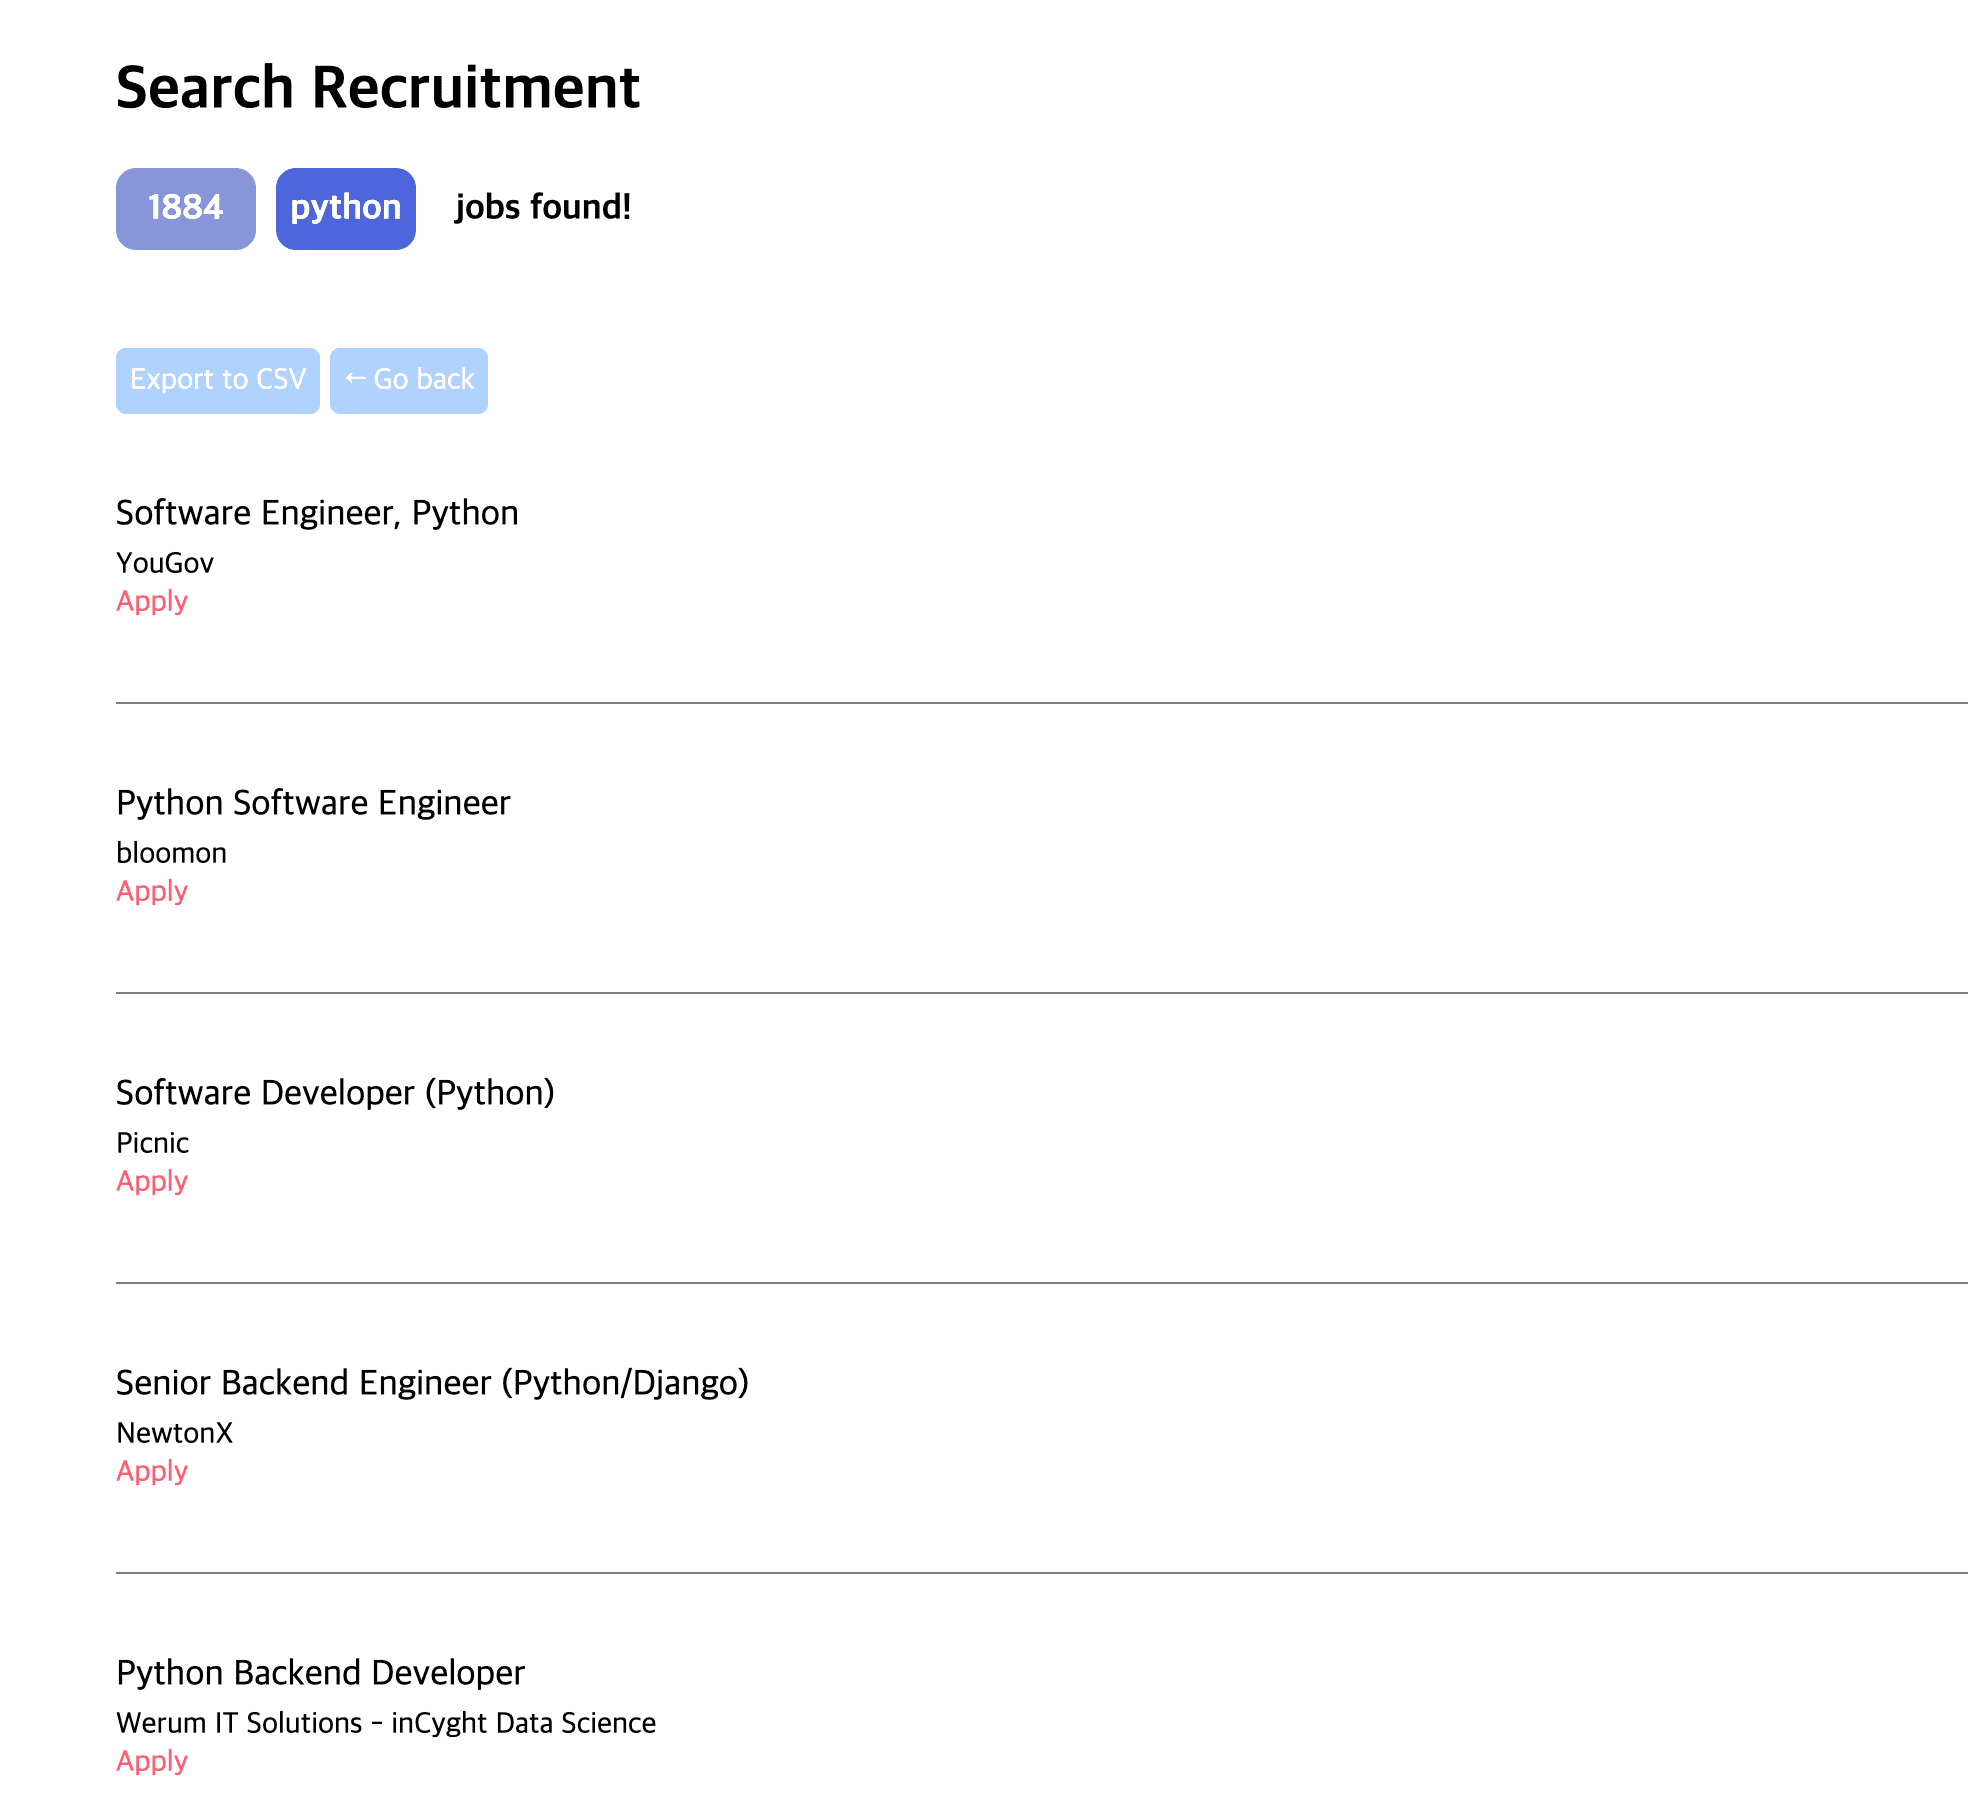 Search Recruitment
1884 python jobs found!
Export to CSV ← Go back
Software Engineer, Python
YouGov
Apply
Python Software Engineer
bloomon
Apply
Software Developer (Python)
Picnic
Apply
Senior Backend Engineer (Python/Django)
NewtonX
Apply
Python Backend Developer
Werum IT Solutions – inCyght Data Science
Apply